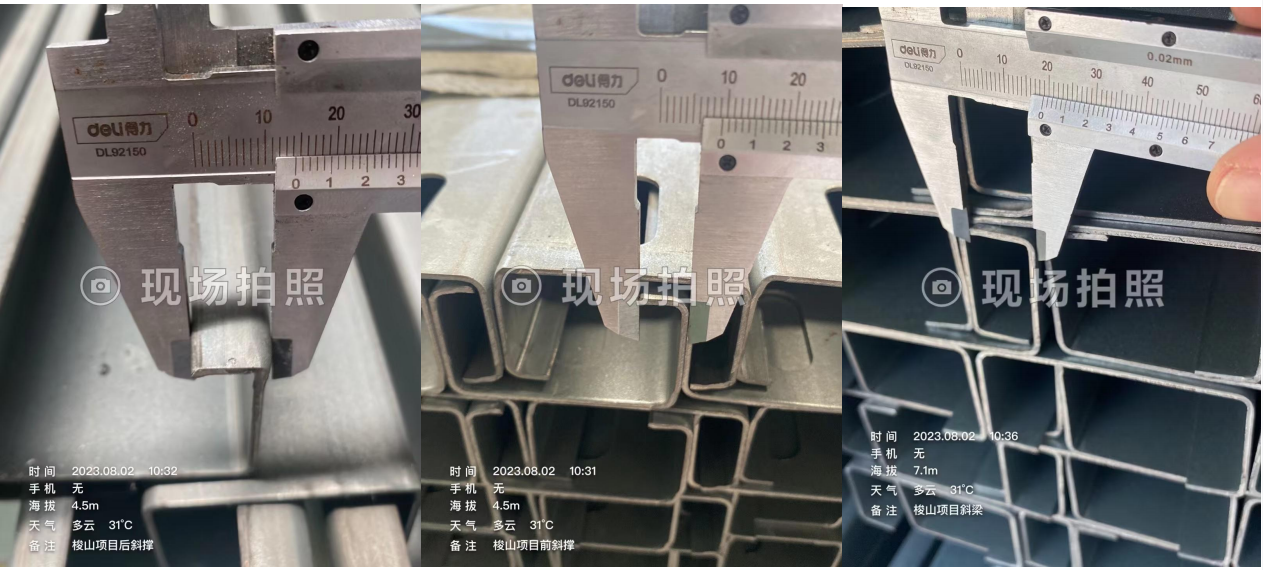 deli得力
DL92150
0 10 20 30
0 1 2 3
现场拍照
时间 2023.08.02 10:32
手机 无
海拔 4.5m
天气 多云 31℃
备注 梭山项目后斜撑
deli得力
DL92150
0 10 20
0 1 2 3
现场拍照
时间 2023.08.02 10:31
手机 无
海拔 4.5m
天气 多云 31℃
备注 梭山项目前斜撑
deli得力
DL92150
0.02mm
0 10 20 30 40 50
0 1 2 3 4 5 6 7
现场拍照
时间 2023.08.02 10:36
手机 无
海拔 7.1m
天气 多云 31℃
备注 梭山项目斜梁